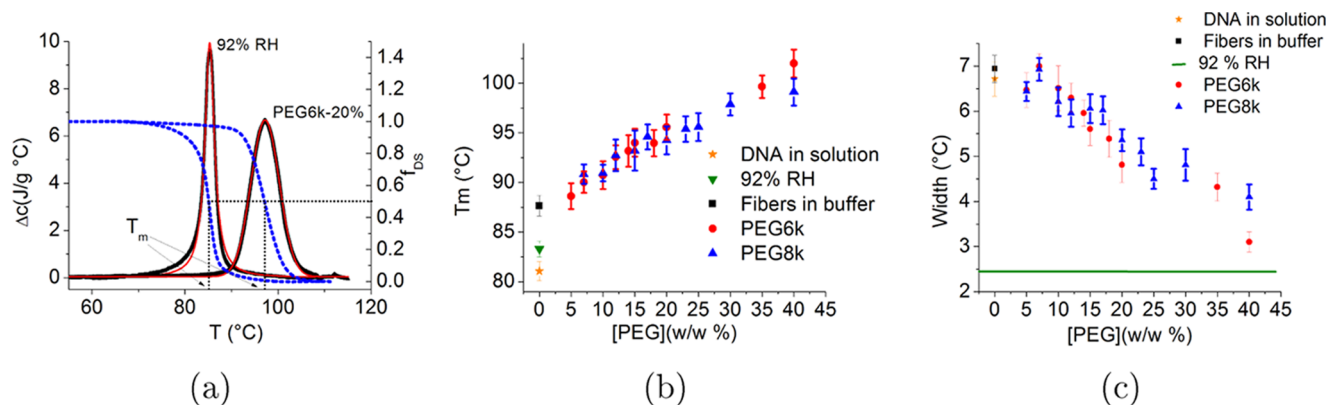 92% RH
PEG6k-20%
Δc(J/g °C)
10
8
6
4
2
0
1.4
1.2
1.0
0.8
0.6
0.4
0.2
0.0
fDS
Tm
60
80
100
120
T (°C)
(a)
Tm (°C)
100
95
90
85
80
DNA in solution
92% RH
Fibers in buffer
PEG6k
PEG8k
0
5
10
15
20
25
30
35
40
45
[PEG](w/w %)
(b)
DNA in solution
Fibers in buffer
92 % RH
PEG6k
PEG8k
Width (°C)
7
6
5
4
3
2
0
5
10
15
20
25
30
35
40
45
[PEG](w/w %)
(c)